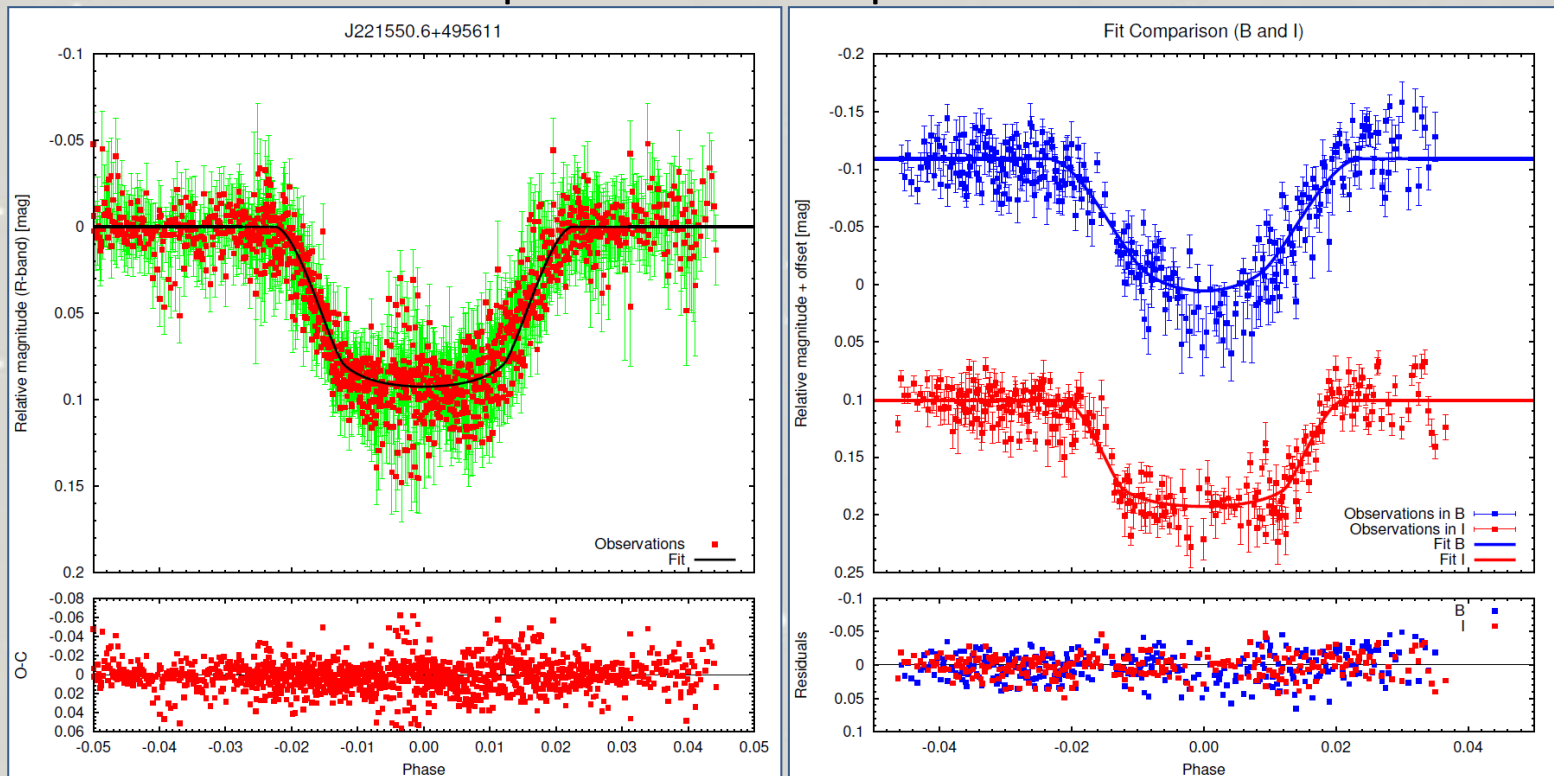 J221550.6+495611
-0.1
-0.05
0
0.05
0.1
0.15
0.2
Relative magnitude (R-band) [mag]
Observations
Fit
-0.08
-0.06
-0.04
-0.02
0
0.02
0.04
0.06
O-C
-0.05 -0.04 -0.03 -0.02 -0.01 0.00 0.01 0.02 0.03 0.04 0.05
Phase
Fit Comparison (B and I)
-0.2
-0.15
-0.1
-0.05
0
0.05
0.1
0.15
0.2
0.25
Relative magnitude + offset [mag]
Observations in B
Observations in I
Fit B
Fit I
-0.1
-0.05
0
0.05
0.1
Residuals
B
I
-0.04 -0.02 0.00 0.02 0.04
Phase